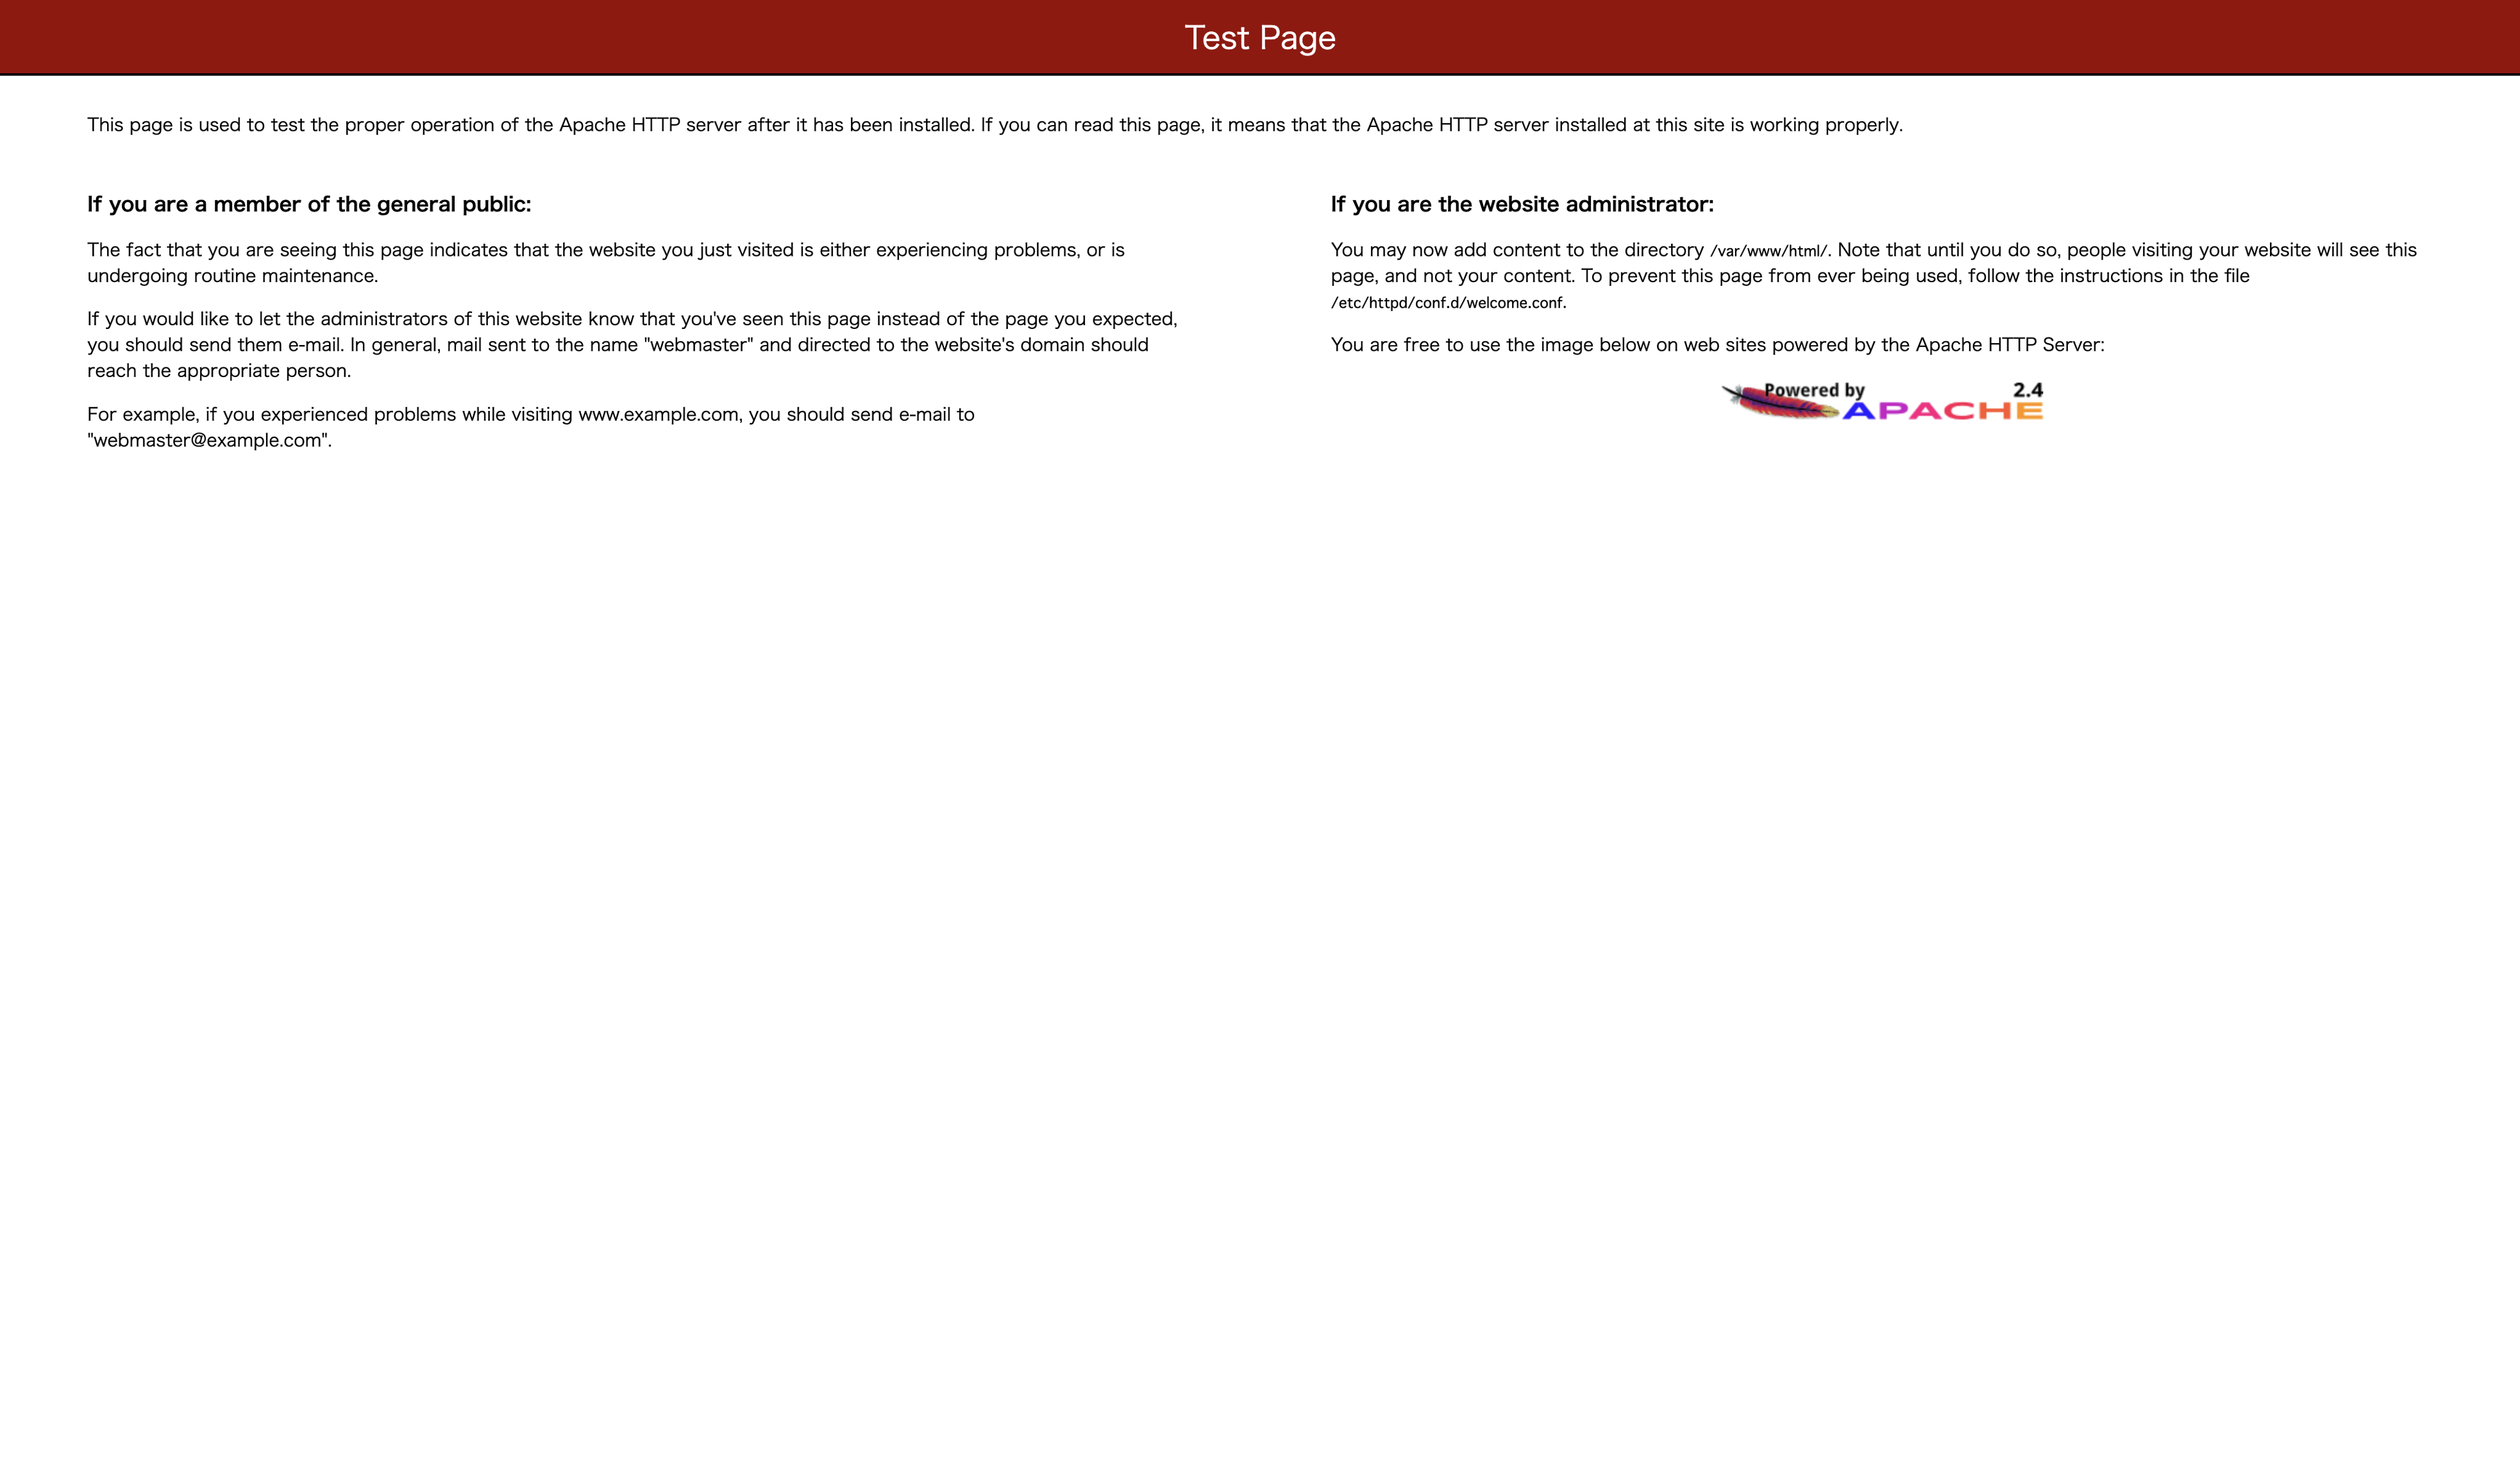 Test Page
This page is used to test the proper operation of the Apache HTTP server after it has been installed. If you can read this page, it means that the Apache HTTP server installed at this site is working properly.
If you are a member of the general public:
The fact that you are seeing this page indicates that the website you just visited is either experiencing problems, or is
undergoing routine maintenance.
If you would like to let the administrators of this website know that you've seen this page instead of the page you expected,
you should send them e-mail. In general, mail sent to the name "webmaster" and directed to the website's domain should
reach the appropriate person.
For example, if you experienced problems while visiting www.example.com, you should send e-mail to
"webmaster@example.com".
If you are the website administrator:
You may now add content to the directory /var/www/html/. Note that until you do so, people visiting your website will see this
page, and not your content. To prevent this page from ever being used, follow the instructions in the file
/etc/httpd/conf.d/welcome.conf.
You are free to use the image below on web sites powered by the Apache HTTP Server:
Powered by 2.4
APACHE